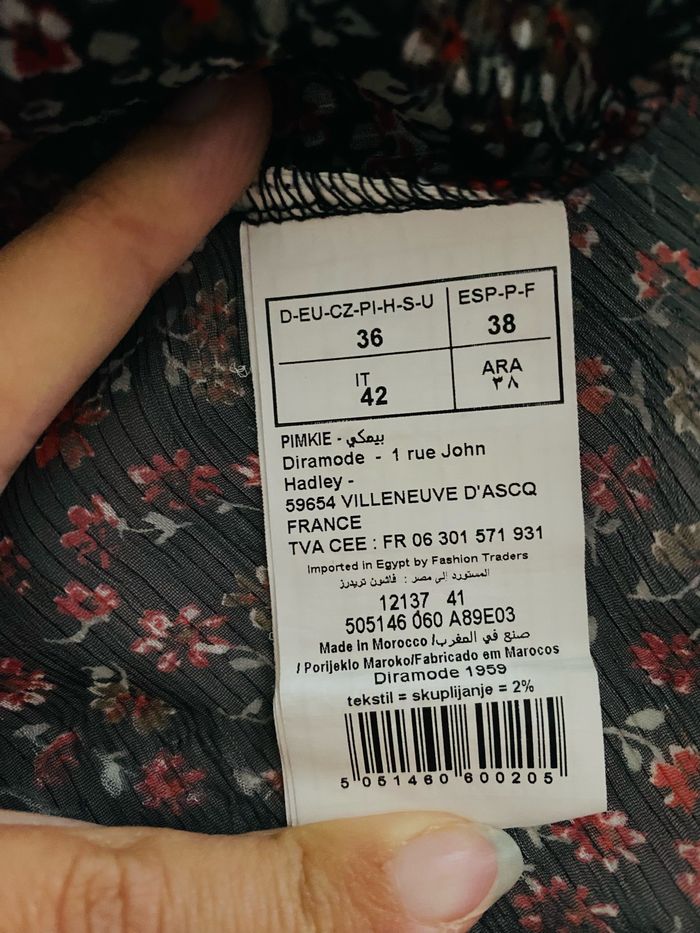 D-EU-CZ-PI-H-S-U
36
ESP-P-F
38
IT
42
ARA
٣٨
PIMKIE - بيمكي
Diramode - 1 rue John
Hadley -
59654 VILLENEUVE D'ASCQ
FRANCE
TVA CEE : FR 06 301 571 931
Imported in Egypt by Fashion Traders
المستورد الى مصر : فاشون تريدرز
12137 41
505146 060 A89E03
Made in Morocco / صنع في المغرب
/ Porijeklo Maroko/Fabricado em Marocos
Diramode 1959
tekstil = skuplijanje = 2%
5 051460 600205